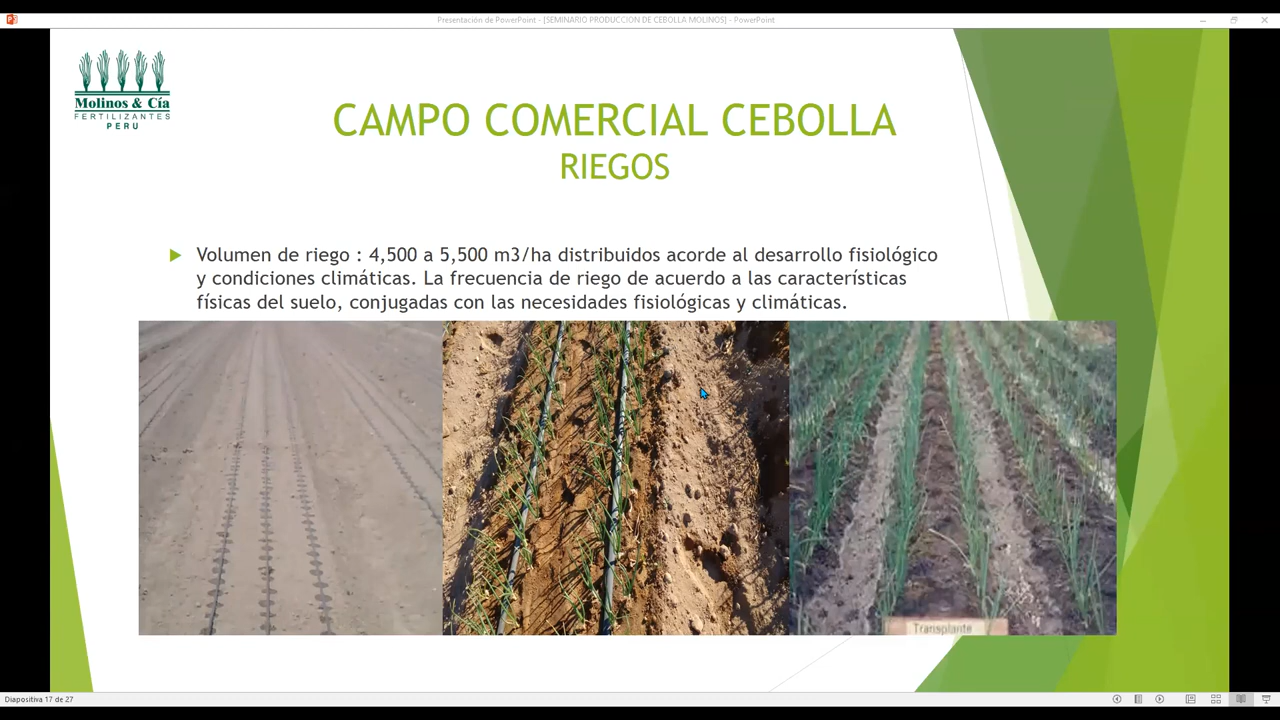 Presentación de PowerPoint - [SEMINARIO PRODUCCION DE CEBOLLA MOLINOS] - PowerPoint
Molinos & Cía
FERTILIZANTES
PERU
CAMPO COMERCIAL CEBOLLA
RIEGOS
Volumen de riego : 4,500 a 5,500 m3/ha distribuidos acorde al desarrollo fisiológico
y condiciones climáticas. La frecuencia de riego de acuerdo a las características
físicas del suelo, conjugadas con las necesidades fisiológicas y climáticas.
Transplante
Diapositiva 17 de 27